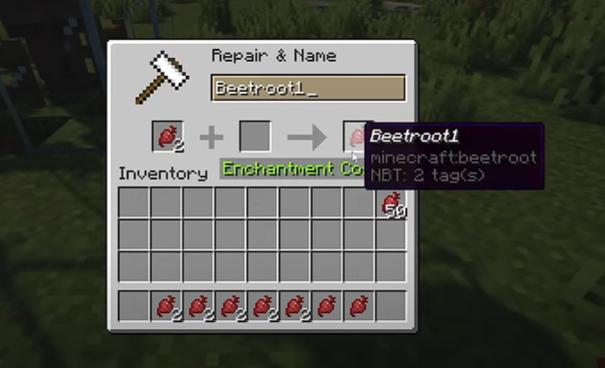 Repair & Name
Beetroot1_
2
Beetroot1
minecraft:beetroot
NBT: 2 tag(s)
Enchantment Co
Inventory
50
2 2 2 2 2